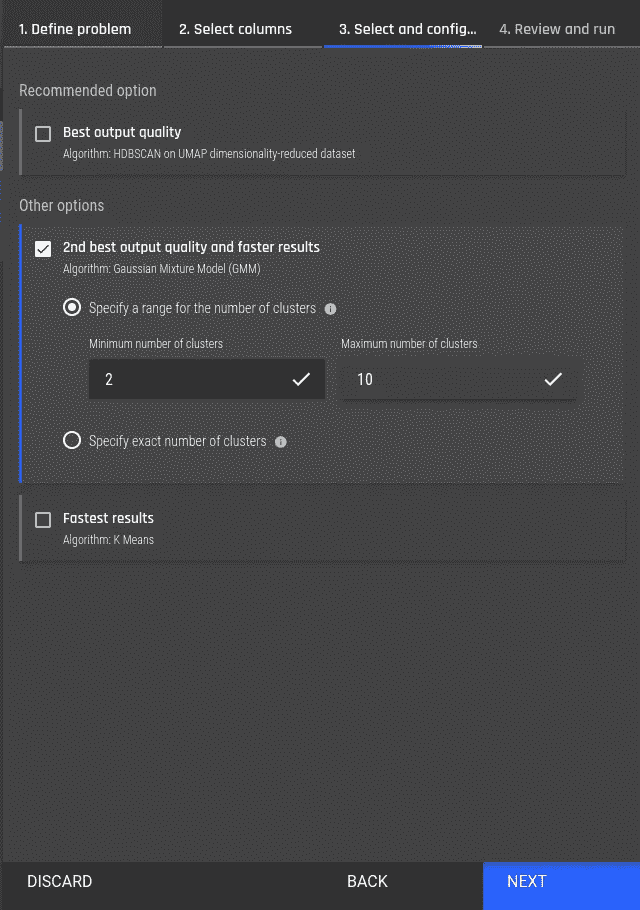 1. Define problem
2. Select columns
3. Select and config...
4. Review and run
Recommended option
Best output quality
Algorithm: HDBSCAN on UMAP dimensionality-reduced dataset
Other options
2nd best output quality and faster results
Algorithm: Gaussian Mixture Model (GMM)
Specify a range for the number of clusters
Minimum number of clusters
Maximum number of clusters
2
10
Specify exact number of clusters
Fastest results
Algorithm: K Means
DISCARD
BACK
NEXT